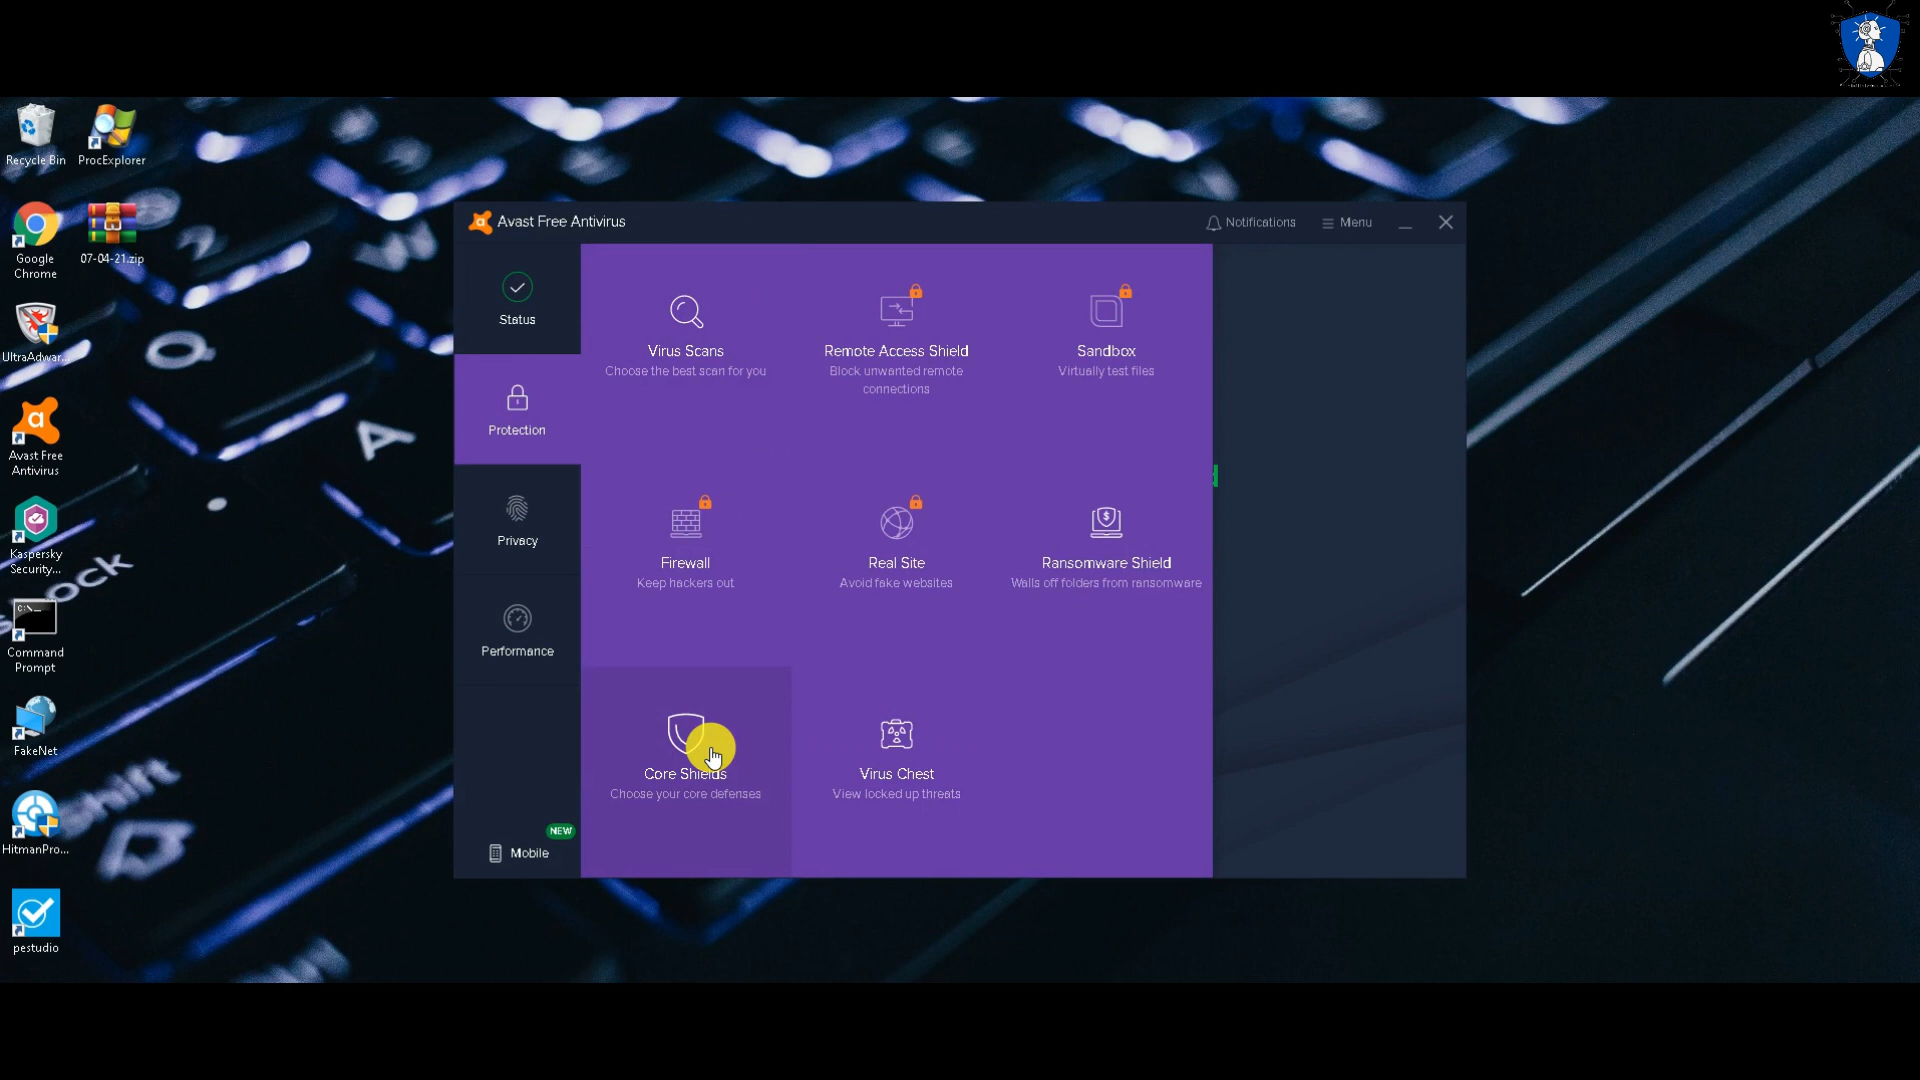 Recycle Bin
ProcExplorer
Google
Chrome
07-04-21.zip
UltraAdwar...
Avast Free
Antivirus
Kaspersky
Security...
C:\_
Command
Prompt
FakeNet
HitmanPro...
pestudio
Avast Free Antivirus
Notifications
Menu
Status
Protection
Privacy
Performance
NEW
Mobile
Virus Scans
Choose the best scan for you
Remote Access Shield
Block unwanted remote
connections
Sandbox
Virtually test files
Firewall
Keep hackers out
Real Site
Avoid fake websites
Ransomware Shield
Walls off folders from ransomware
Core Shields
Choose your core defenses
Virus Chest
View locked up threats
A
ock
Shift